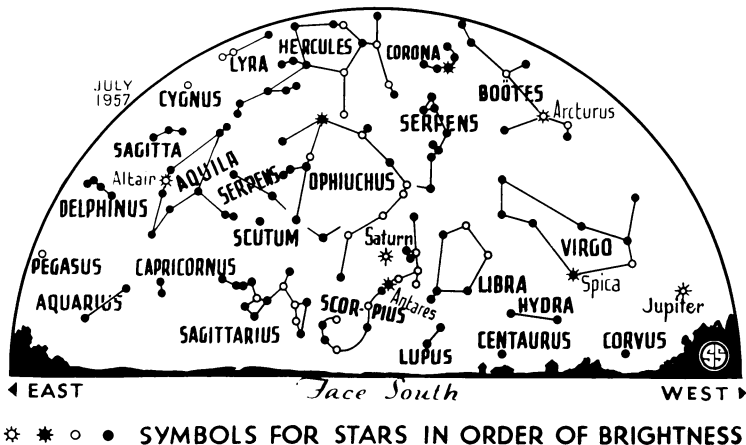 HERCULES
CORONA
LYRA
JULY
1957
CYGNUS
BOÖTES
Arcturus
SERPENS
SAGITTA
Altair
AQUILA
SERPENS
OPHIUCHUS
DELPHINUS
SCUTUM
Saturn
VIRGO
PEGASUS
CAPRICORNUS
LIBRA
Spica
AQUARIUS
SCOR-PIUS
Antares
HYDRA
Jupiter
SAGITTARIUS
LUPUS
CENTAURUS
CORVUS
SS
EAST
Face South
WEST
SYMBOLS FOR STARS IN ORDER OF BRIGHTNESS